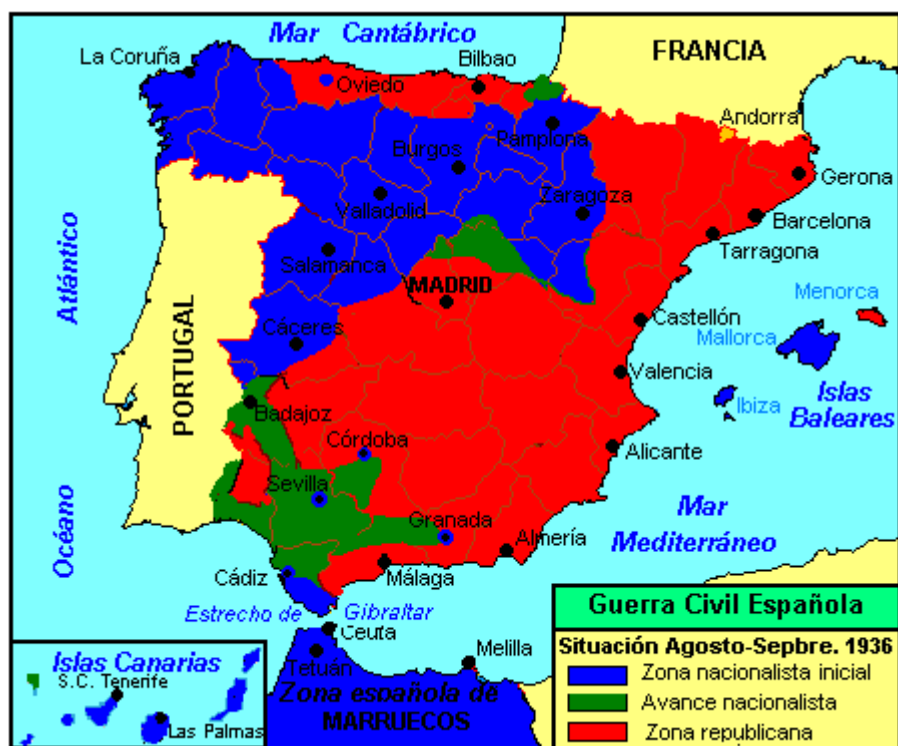 Mar Cantábrico
La Coruña
Oviedo
Bilbao
FRANCIA
Andorra
Pamplona
Burgos
Gerona
Zaragoza
Valladolid
Barcelona
Tarragona
Salamanca
MADRID
Menorca
Castellón
Mallorca
Cáceres
Valencia
Islas
Baleares
Ibiza
Atlántico
PORTUGAL
Badajoz
Córdoba
Alicante
Sevilla
Océano
Mar
Mediterráneo
Granada
Almería
Cádiz
Málaga
Estrecho de Gibraltar
Ceuta
Tetuán
Melilla
Zona española de
MARRUECOS
Islas Canarias
S.C. Tenerife
Las Palmas
Guerra Civil Española
Situación Agosto-Sepbre. 1936
Zona nacionalista inicial
Avance nacionalista
Zona republicana